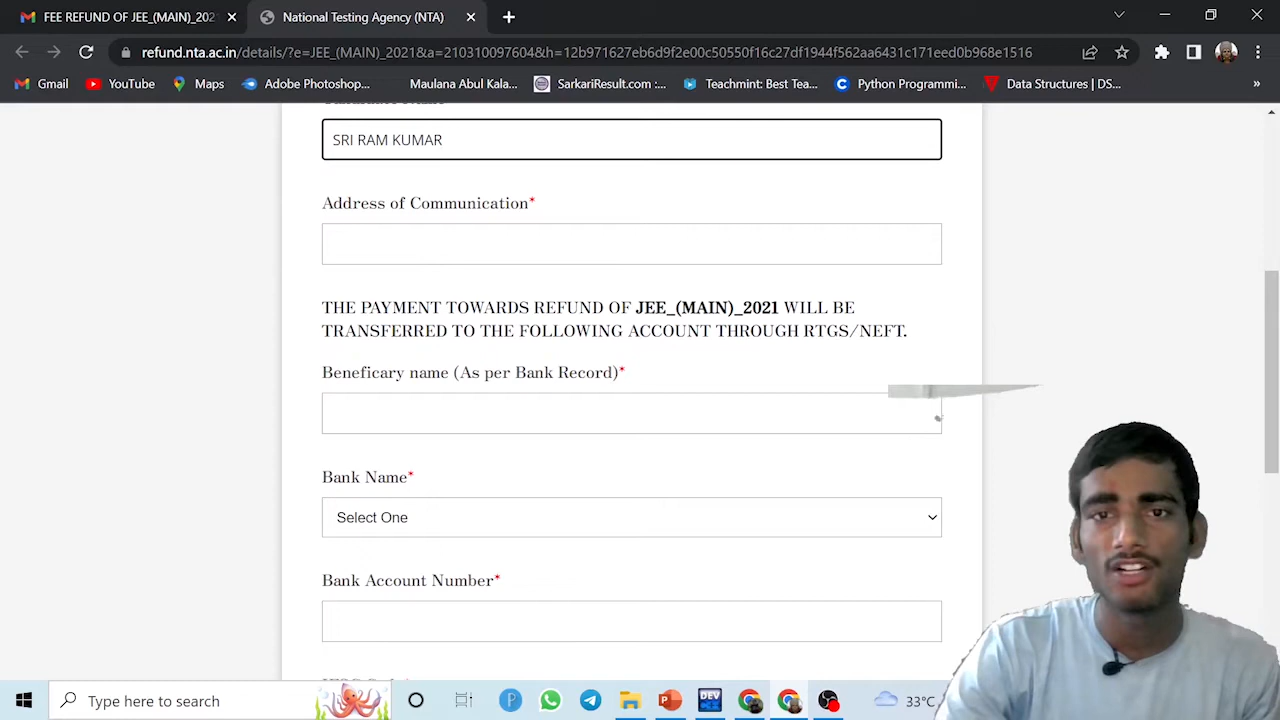 FEE REFUND OF JEE_(MAIN)_202
National Testing Agency (NTA)
refund.nta.ac.in/details/?e=JEE_(MAIN)_2021&a=210310097604&h=12b971627eb6d9f2e00c5f550f16c27df1944f562aa6431c171eed0b968e1516
Gmail
YouTube
Maps
Adobe Photoshop...
Maulana Abul Kala...
SarkariResult.com :...
Teachmint: Best Tea...
Python Programmi...
Data Structures | DS...
SRI RAM KUMAR
Address of Communication*
THE PAYMENT TOWARDS REFUND OF JEE_(MAIN)_2021 WILL BE
TRANSFERRED TO THE FOLLOWING ACCOUNT THROUGH RTGS/NEFT.
Beneficary name (As per Bank Record)*
Bank Name*
Select One
Bank Account Number*
Type here to search
DEV
33°C